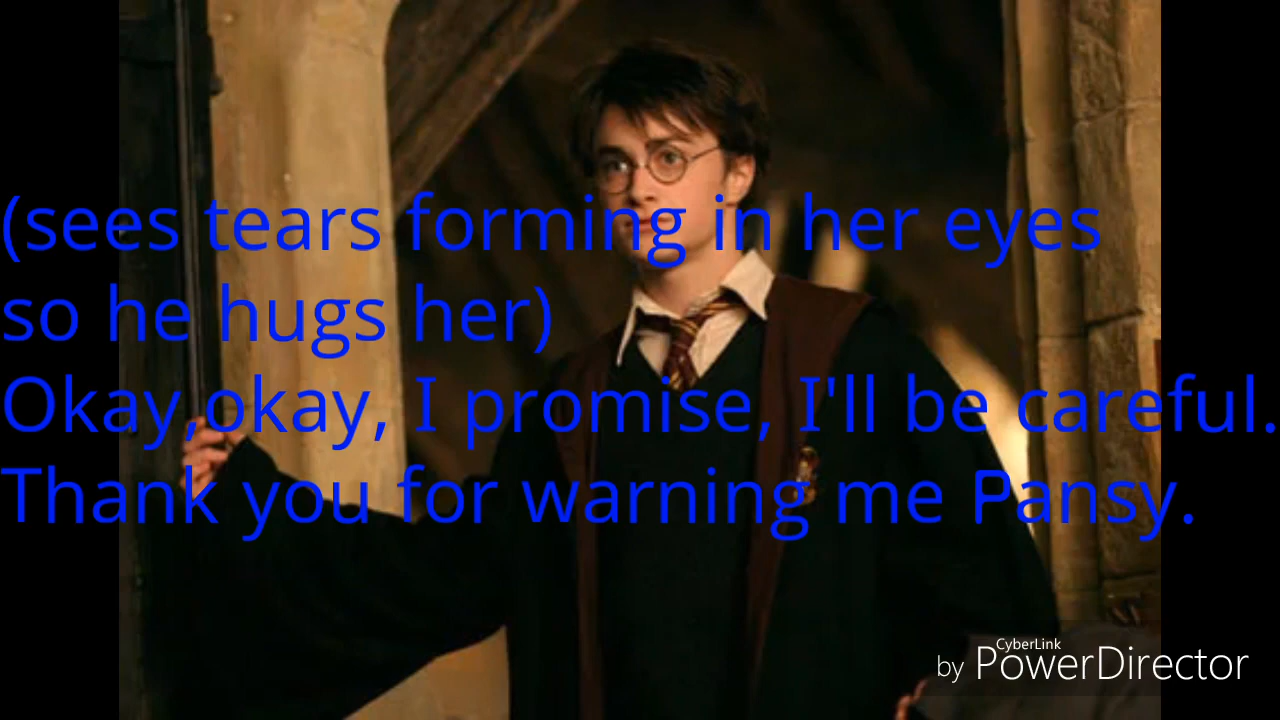 (sees tears forming in her eyes
so he hugs her)
Okay,okay, I promise, I'll be careful.
Thank you for warning me Pansy.
CyberLink
by PowerDirector